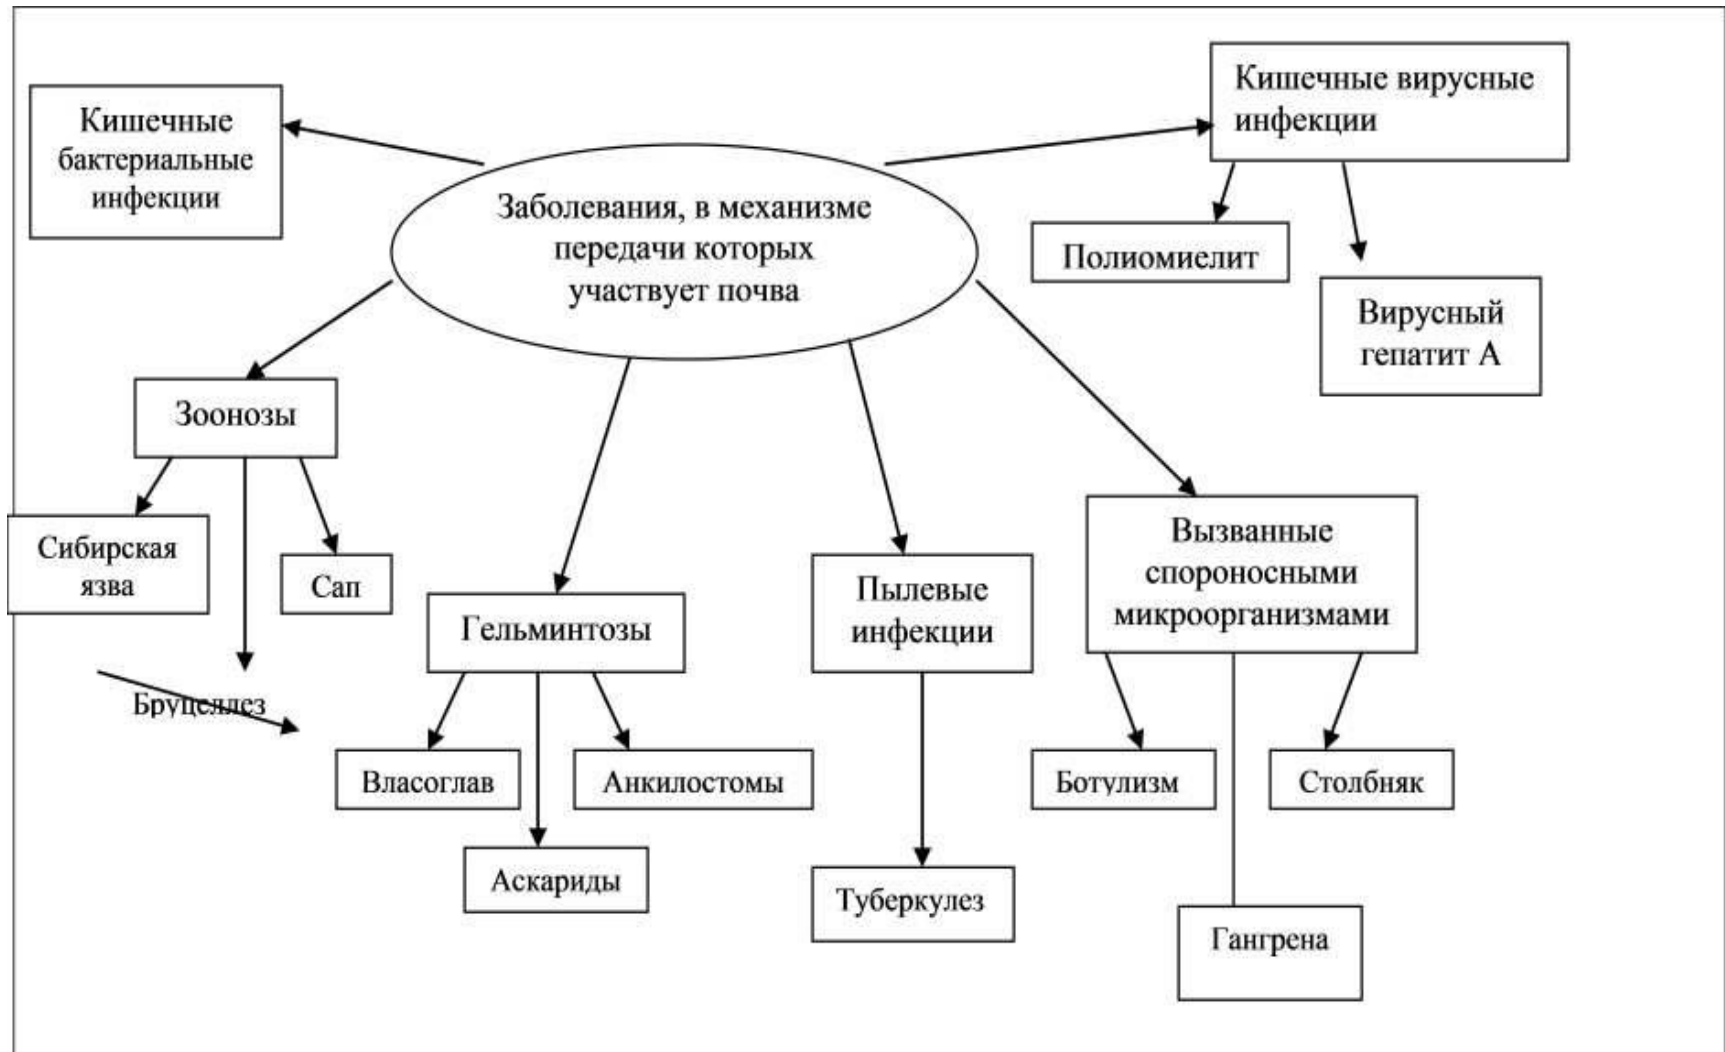 Кишечные
бактериальные
инфекции
Кишечные вирусные
инфекции
Заболевания, в механизме
передачи которых
участвует почва
Полиомиелит
Вирусный
гепатит А
Зоонозы
Сибирская
язва
Сап
Бруцеллез
Гельминтозы
Пылевые
инфекции
Вызванные
спороносными
микроорганизмами
Власоглав
Анкилостомы
Аскариды
Туберкулез
Ботулизм
Столбняк
Гангрена